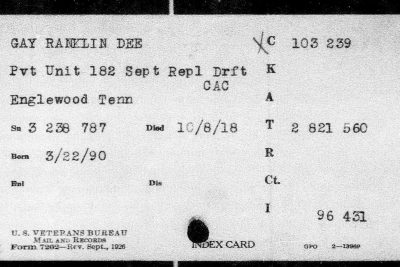 GAY RANKLIN DEE X C 103 239
Pvt Unit 182 Sept Repl Drft K
CAC
Englewood Tenn A
Sn 3 238 787 Died 10/8/18 T 2 821 560
Born 3/22/90 R
Enl Dis Ct.
I 96 431
U. S. VETERANS BUREAU
MAIL AND RECORDS
Form 7202—Rev. Sept., 1926 INDEX CARD GPO 2—13969